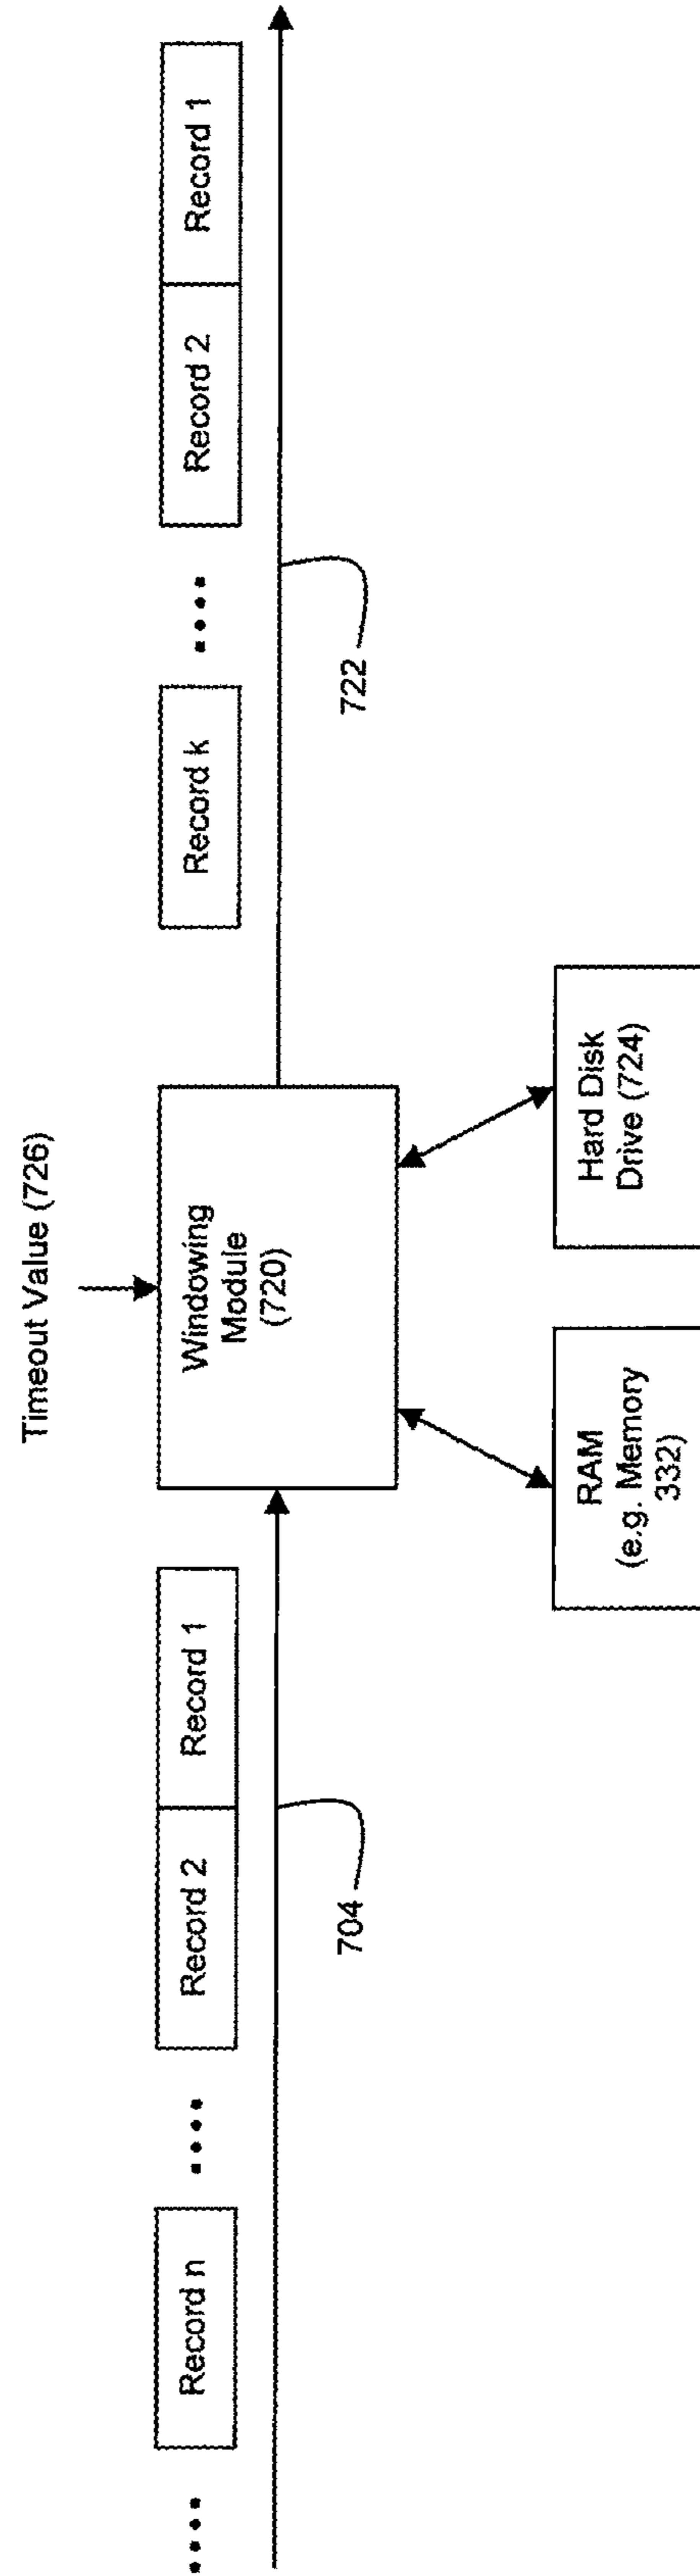 Timeout Value (726)
.... Record n .... Record 2 Record 1
Windowing
Module
(720)
Record k .... Record 2 Record 1
704
722
RAM
(e.g. Memory
332)
Hard Disk
Drive (724)